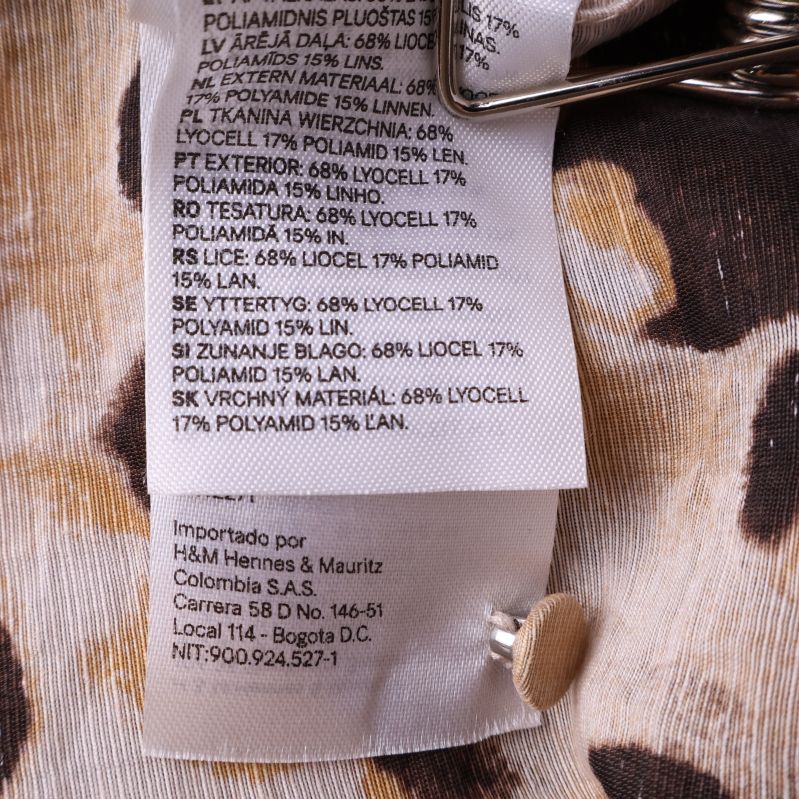 POLIAMIDNIS PLUOŠTAS 15%
LIS 17%
LINAS.
LV ĀRĒJĀ DAĻA: 68% LIOCEL
17%
POLIAMĪDS 15% LINS.
NL EXTERN MATERIAAL: 68%
17% POLYAMIDE 15% LINNEN.
PL TKANINA WIERZCHNIA: 68%
LYOCELL 17% POLIAMID 15% LEN.
PT EXTERIOR: 68% LYOCELL 17%
POLIAMIDA 15% LINHO.
RO TESATURA: 68% LYOCELL 17%
POLIAMIDĂ 15% IN.
RS LICE: 68% LIOCEL 17% POLIAMID
15% LAN.
SE YTTERTYG: 68% LYOCELL 17%
POLYAMID 15% LIN.
SI ZUNANJE BLAGO: 68% LIOCEL 17%
POLIAMID 15% LAN.
SK VRCHNÝ MATERIÁL: 68% LYOCELL
17% POLYAMID 15% ĽAN.
Importado por
H&M Hennes & Mauritz
Colombia S.A.S.
Carrera 58 D No. 146-51
Local 114 - Bogota D.C.
NIT:900.924.527-1